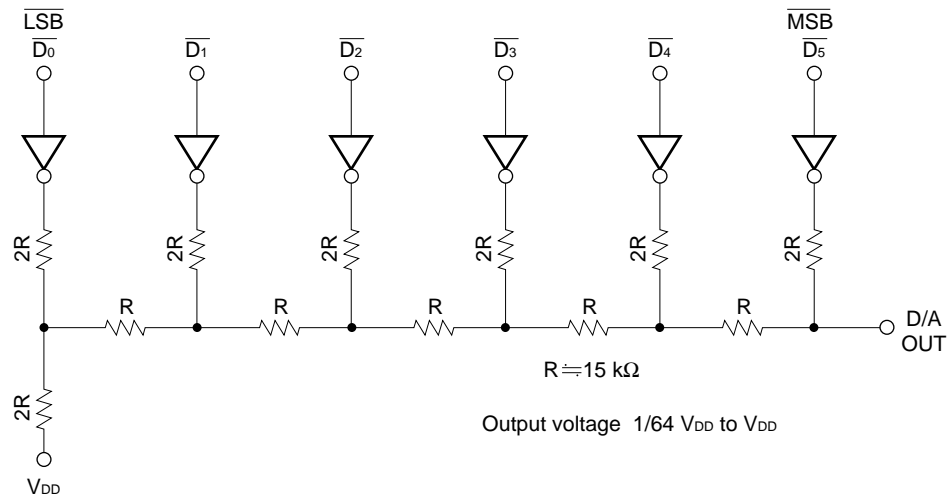 LSB MSB
D0 D1 D2 D3 D4 D5
2R 2R 2R 2R 2R 2R
R R R R R D/A
OUT
R≒15 kΩ
2R
Output voltage 1/64 VDD to VDD
VDD